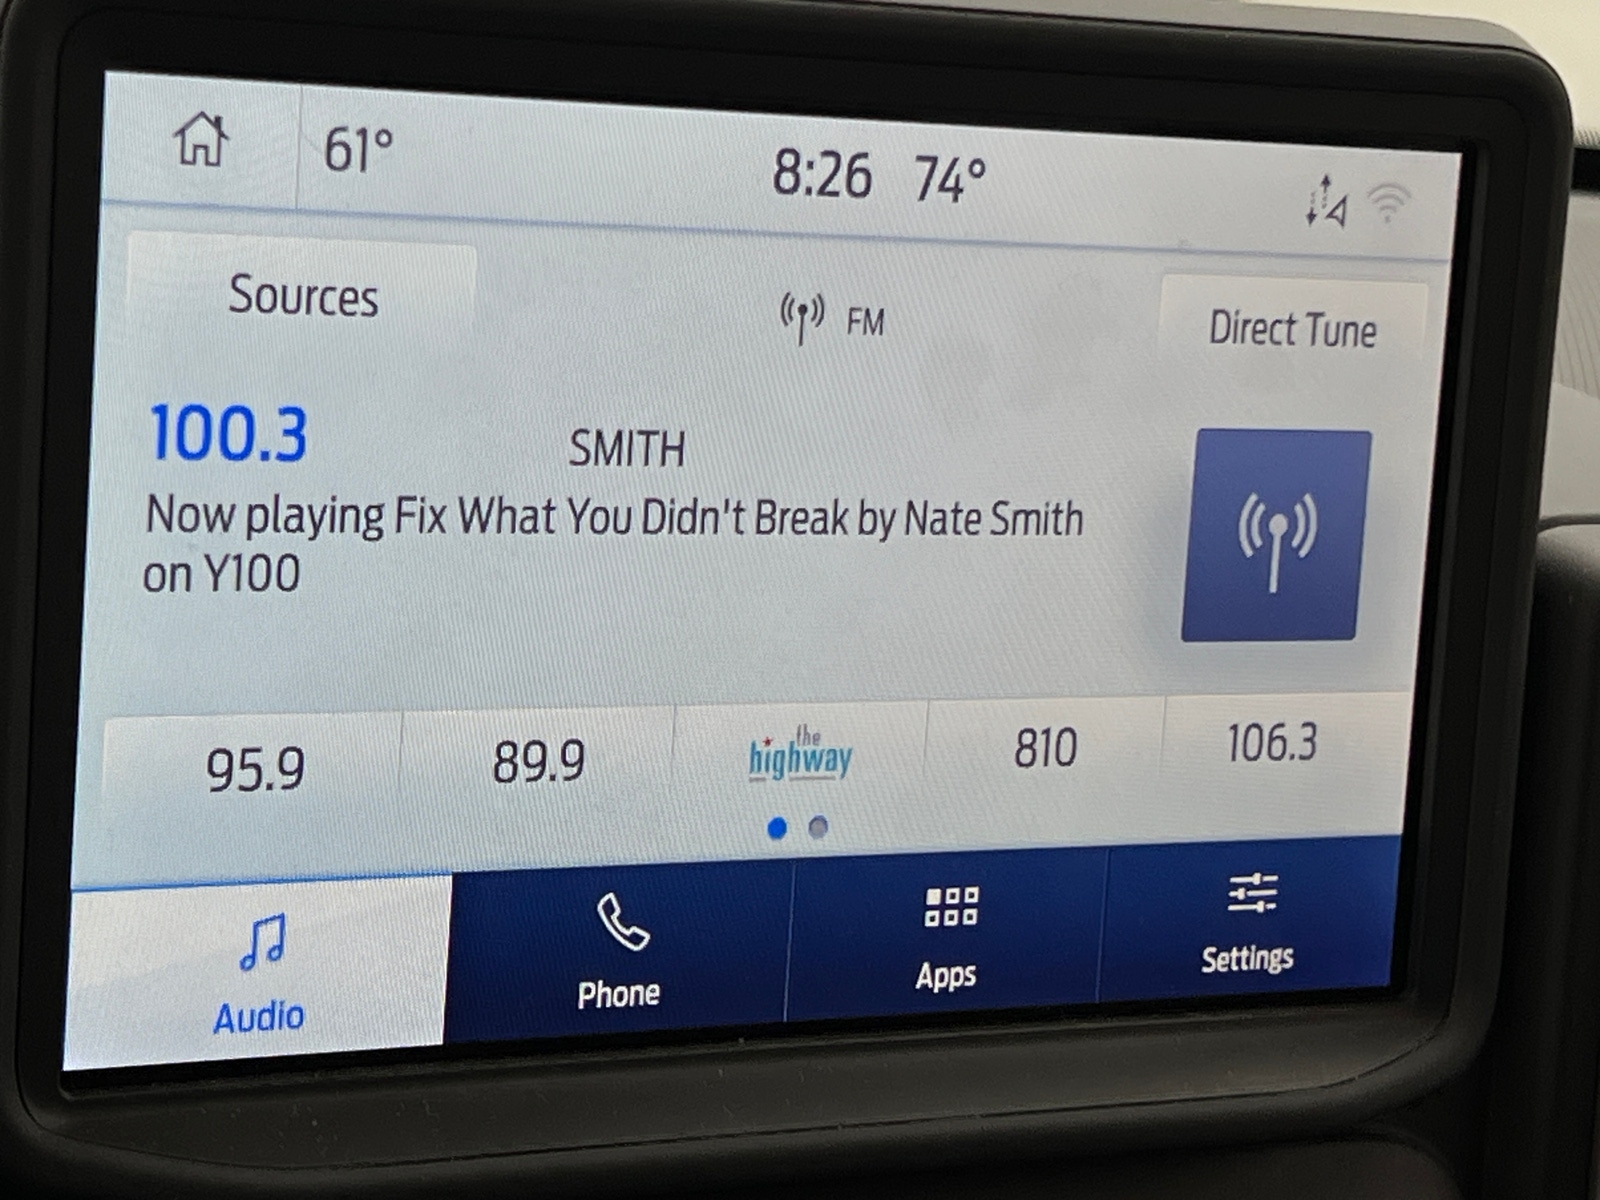 61° 8:26 74°
Sources FM Direct Tune
100.3 SMITH
Now playing Fix What You Didn't Break by Nate Smith
on Y100
95.9 89.9 the highway 810 106.3
Audio Phone Apps Settings